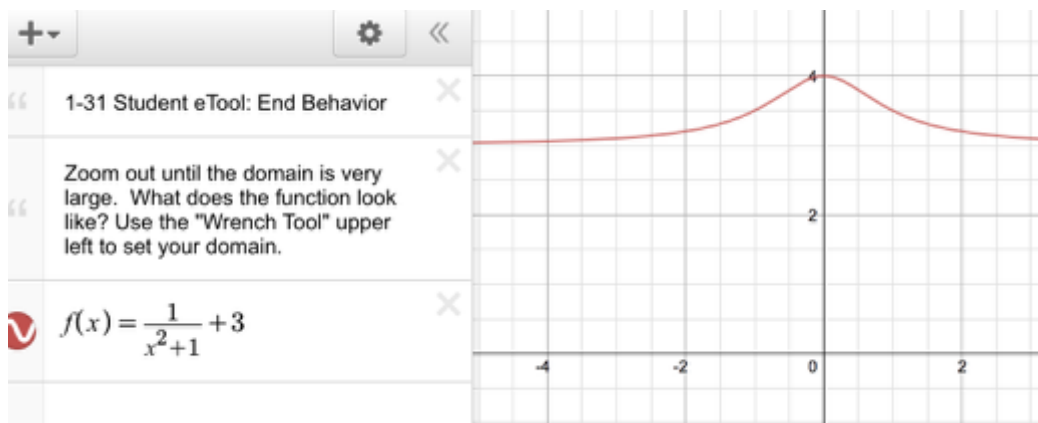 1-31 Student eTool: End Behavior
Zoom out until the domain is very
large.  What does the function look
like? Use the "Wrench Tool" upper
left to set your domain.
f(x) = 1/(x^2+1) + 3
4
2
-4 -2 0 2